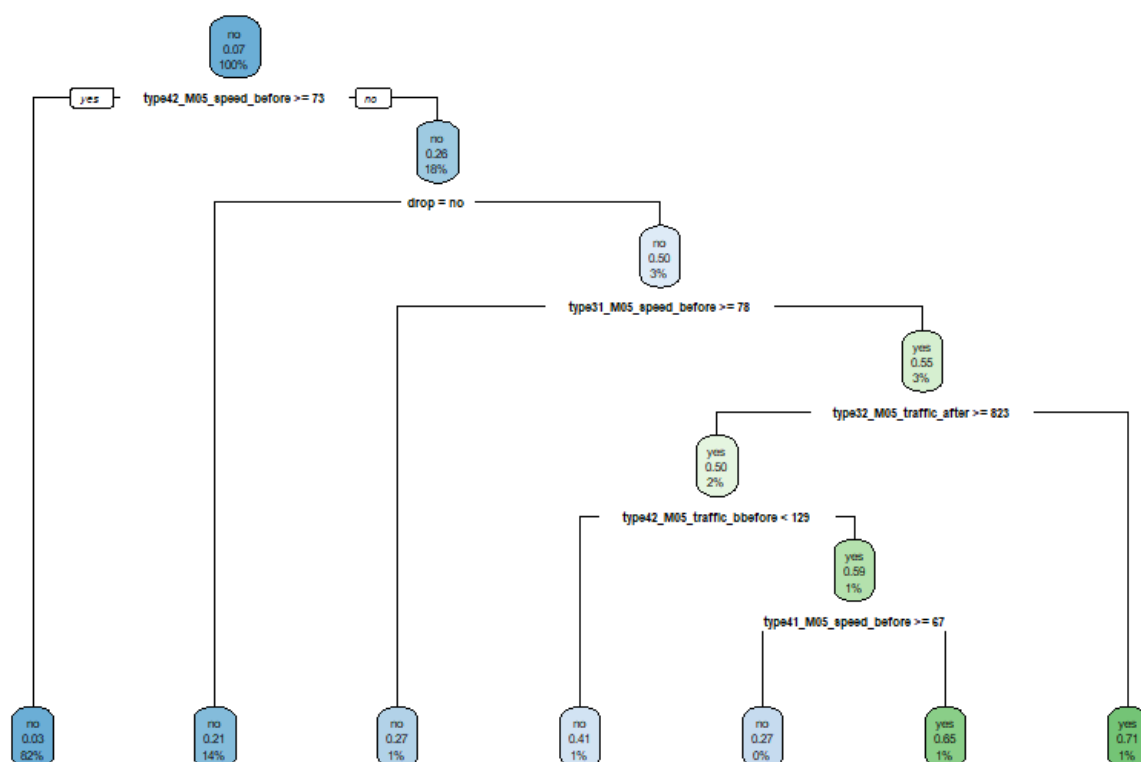 no
0.07
100%
yes type42_M05_speed_before >= 73 no
no
0.26
18%
drop = no
no
0.50
3%
type31_M05_speed_before >= 78
yes
0.55
3%
type32_M05_traffic_after >= 823
yes
0.50
2%
type42_M05_traffic_bbefore < 129
yes
0.59
1%
type41_M05_speed_before >= 67
no no no no no yes yes
0.03 0.21 0.27 0.41 0.27 0.65 0.71
82% 14% 1% 1% 0% 1% 1%